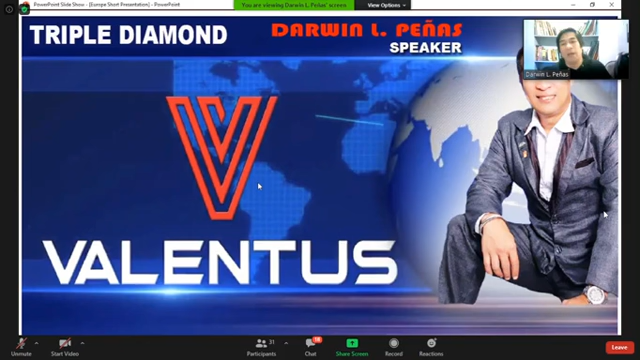 PowerPoint Slide Show - [Europe Short Presentation] - PowerPoint
You are viewing Darwin L. Peñas' screen
View Options
TRIPLE DIAMOND
DARWIN L. PEÑAS
SPEAKER
Darwin L. Peñas
VALENTUS
Unmute
Start Video
Participants
31
Chat
Share Screen
Record
Reactions
Leave